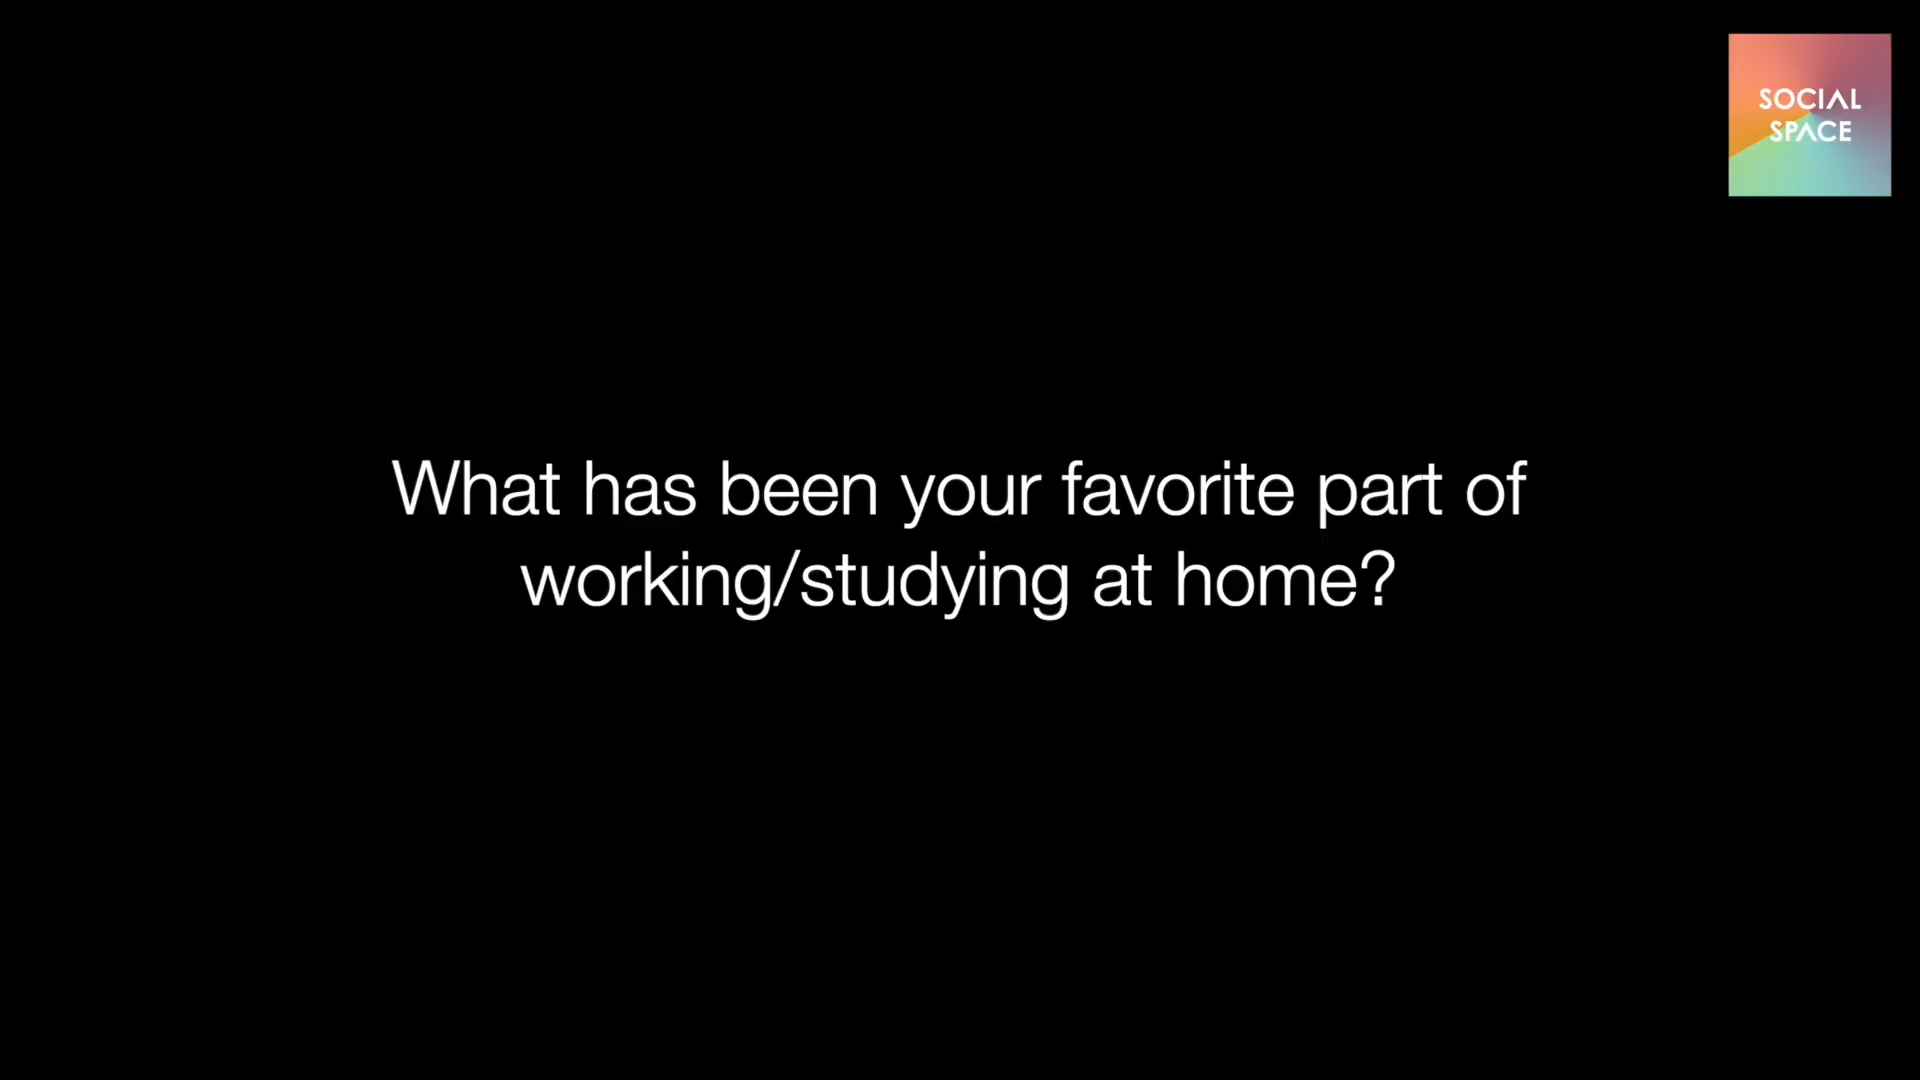 SOCIAL
SPACE
What has been your favorite part of
working/studying at home?